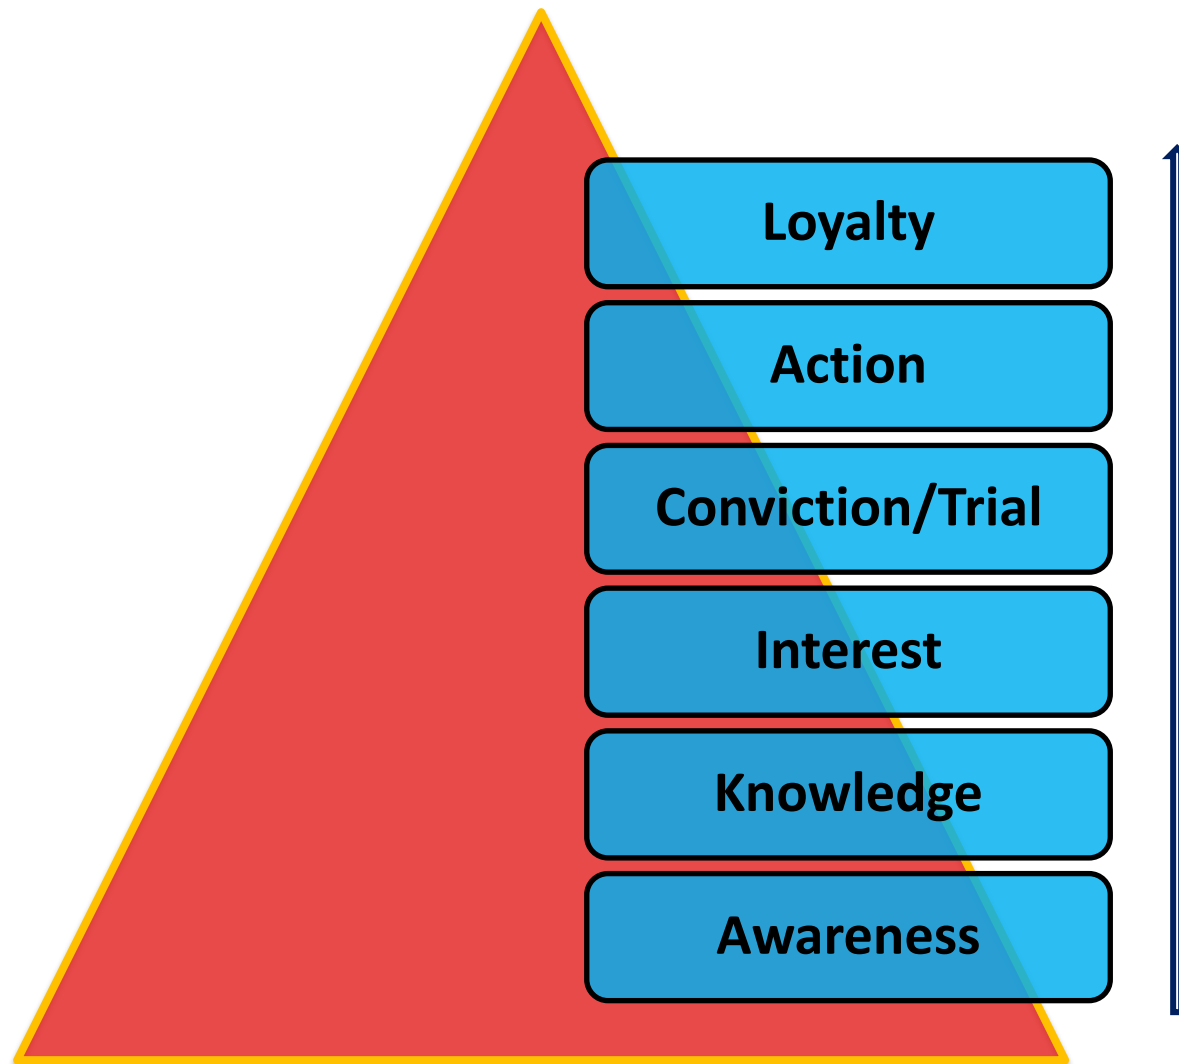 Loyalty
Action
Conviction/Trial
Interest
Knowledge
Awareness